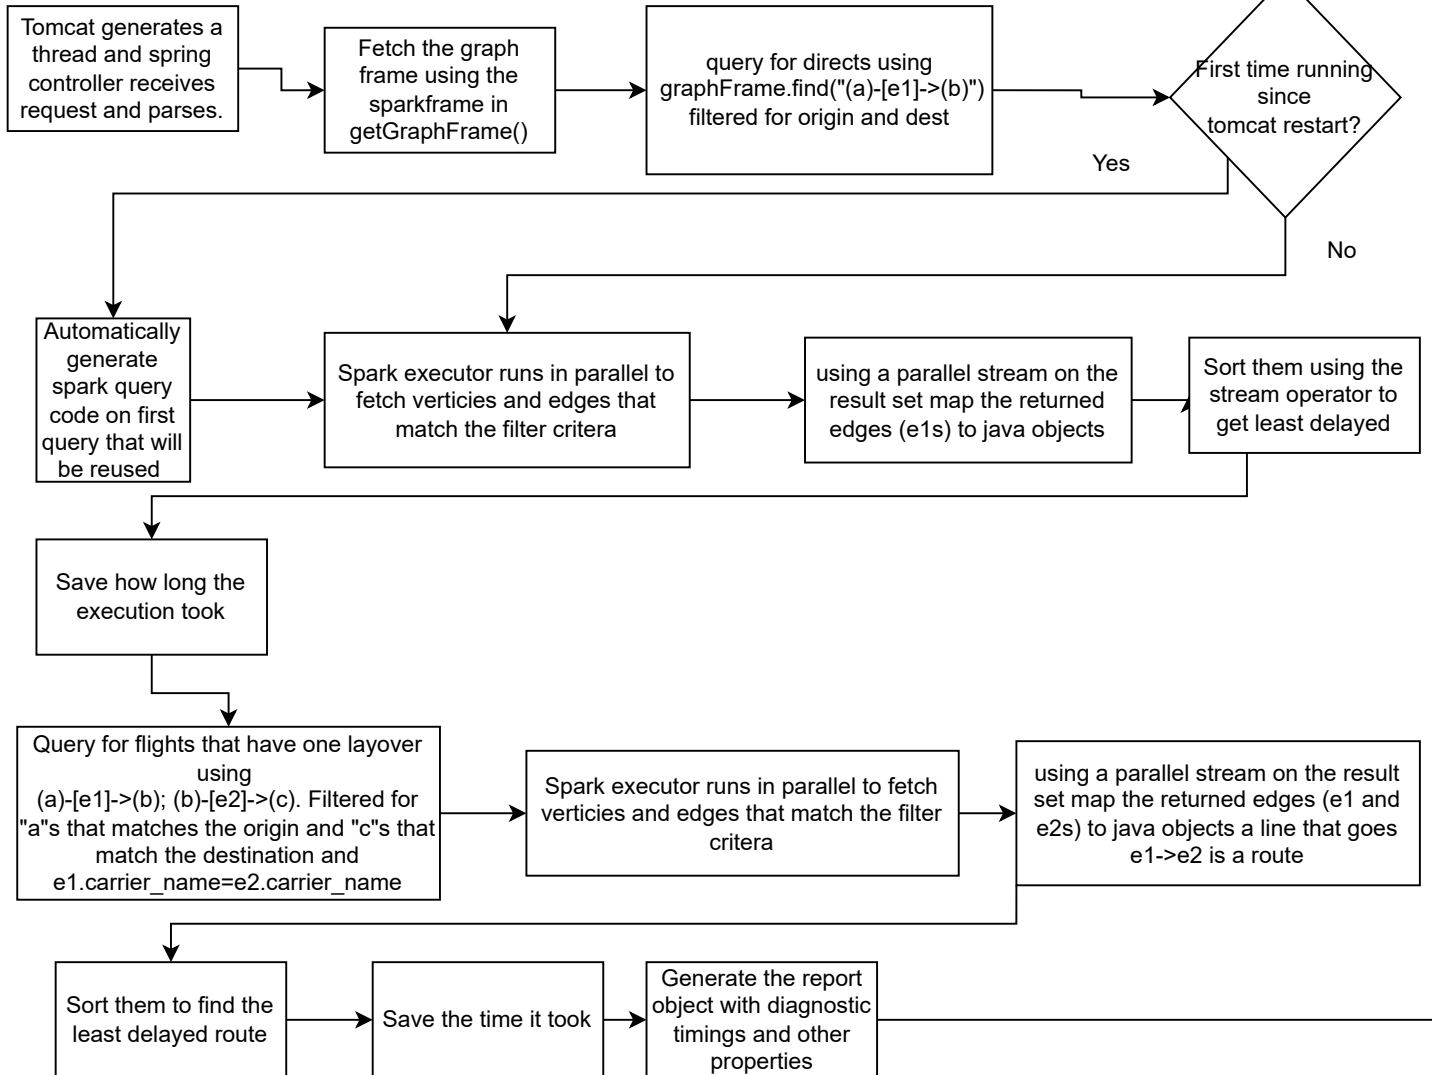 Tomcat generates a
thread and spring
controller receives
request and parses.
Fetch the graph
frame using the
sparkframe in
getGraphFrame()
query for directs using
graphFrame.find("(a)-[e1]->(b)")
filtered for origin and dest
First time running
since
tomcat restart?
Yes
No
Automatically
generate
spark query
code on first
query that will
be reused
Spark executor runs in parallel to
fetch verticies and edges that
match the filter critera
using a parallel stream on the
result set map the returned
edges (e1s) to java objects
Sort them using the
stream operator to
get least delayed
Save how long the
execution took
Query for flights that have one layover
using
(a)-[e1]->(b); (b)-[e2]->(c). Filtered for
"a"s that matches the origin and "c"s that
match the destination and
e1.carrier_name=e2.carrier_name
Spark executor runs in parallel to fetch
verticies and edges that match the filter
critera
using a parallel stream on the result
set map the returned edges (e1 and
e2s) to java objects a line that goes
e1->e2 is a route
Sort them to find the
least delayed route
Save the time it took
Generate the report
object with diagnostic
timings and other
properties